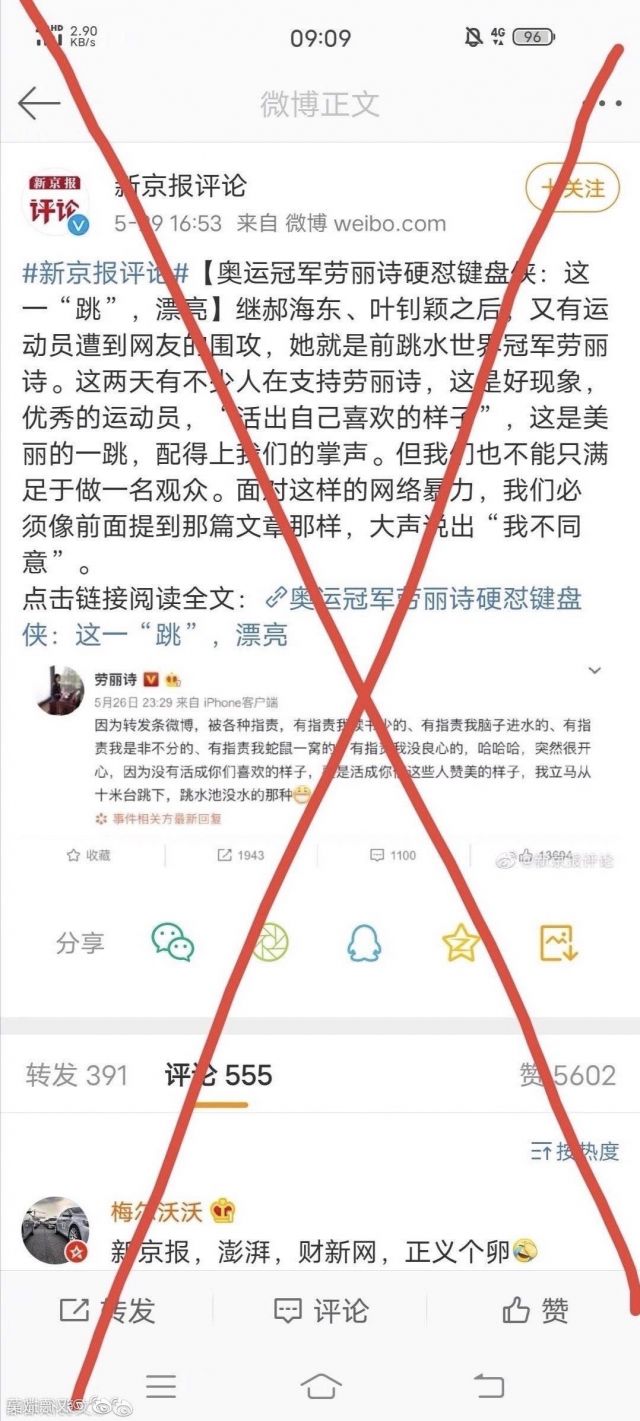 HD 2.90
KB/s
09:09
4G
96
微博正文
新京报
评论
新京报评论
+关注
5-29 16:53 来自 微博 weibo.com
#新京报评论#【奥运冠军劳丽诗硬怼键盘侠：这
一“跳”，漂亮】继郝海东、叶钊颖之后，又有运
动员遭到网友的围攻，她就是前跳水世界冠军劳丽
诗。这两天有不少人在支持劳丽诗，这是好现象，
优秀的运动员，“活出自己喜欢的样子”，这是美
丽的一跳，配得上我们的掌声。但我们也不能只满
足于做一名观众。面对这样的网络暴力，我们必
须像前面提到那篇文章那样，大声说出“我不同
意”。
点击链接阅读全文：奥运冠军劳丽诗硬怼键盘
侠：这一“跳”，漂亮
劳丽诗
5月26日 23:29 来自 iPhone客户端
因为转发条微博，被各种指责，有指责我读书少的、有指责我脑子进水的、有指
责我是非不分的、有指责我蛇鼠一窝的、有指责我没良心的，哈哈哈，突然很开
心，因为没有活成你们喜欢的样子，要是活成你们这些人赞美的样子，我立马从
十米台跳下，跳水池没水的那种
事件相关方最新回复
收藏 1943 1100 13604
@新京报评论
分享
转发 391 评论 555 赞 5602
按热度
梅尔沃沃
新京报，澎湃，财新网，正义个卵
转发 评论 赞